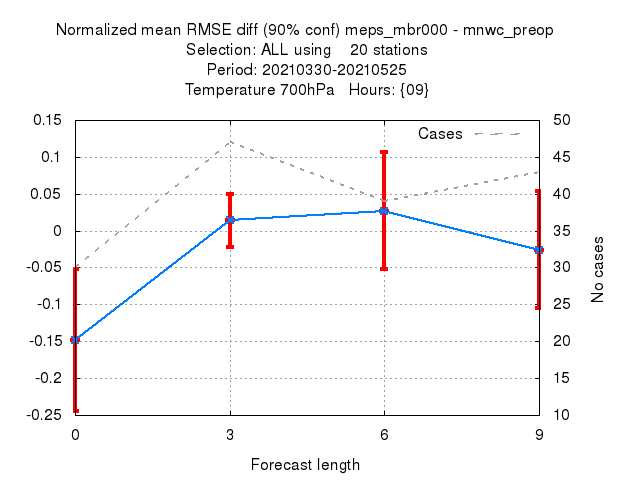 Normalized mean RMSE diff (90% conf) meps_mbr000 - mnwc_preop
Selection: ALL using    20 stations
Period: 20210330-20210525
Temperature 700hPa   Hours: {09}
Cases
0.15
0.1
0.05
0
-0.05
-0.1
-0.15
-0.2
-0.25
50
45
40
35
30
25
20
15
10
No cases
0 3 6 9
Forecast length